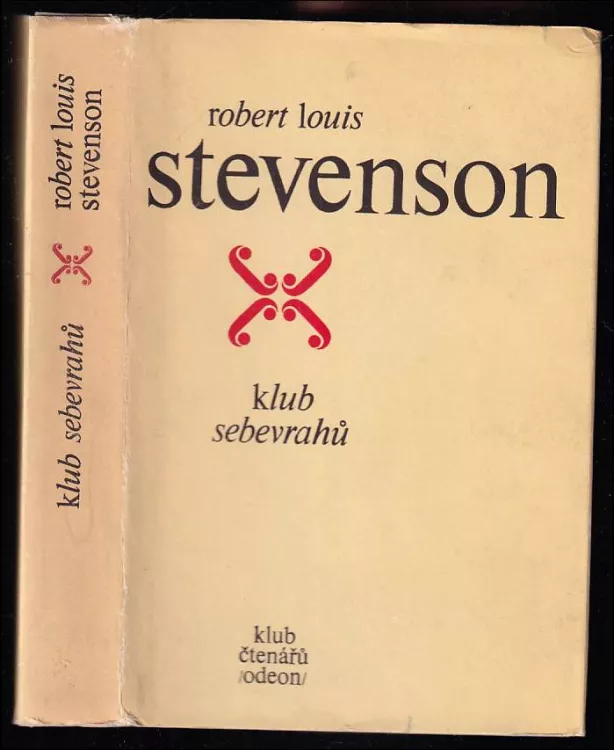 robert louis
stevenson
klub
sebevrahů
klub
čtenářů
/odeon/
robert louis
stevenson
klub sebevrahů